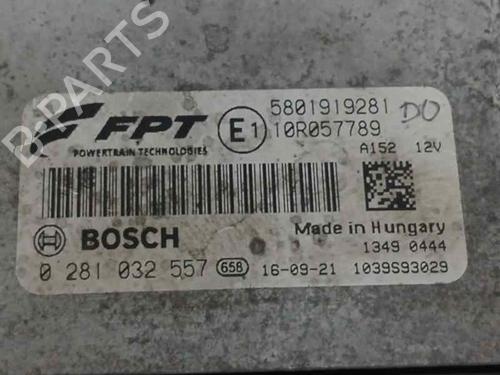 B-PARTS
FPT
POWERTRAIN TECHNOLOGIES
E1
5801919281
DO
10R057789
A152 12V
BOSCH
Made in Hungary
1349 0444
0 281 032 557
658
16-09-21
1039S93029